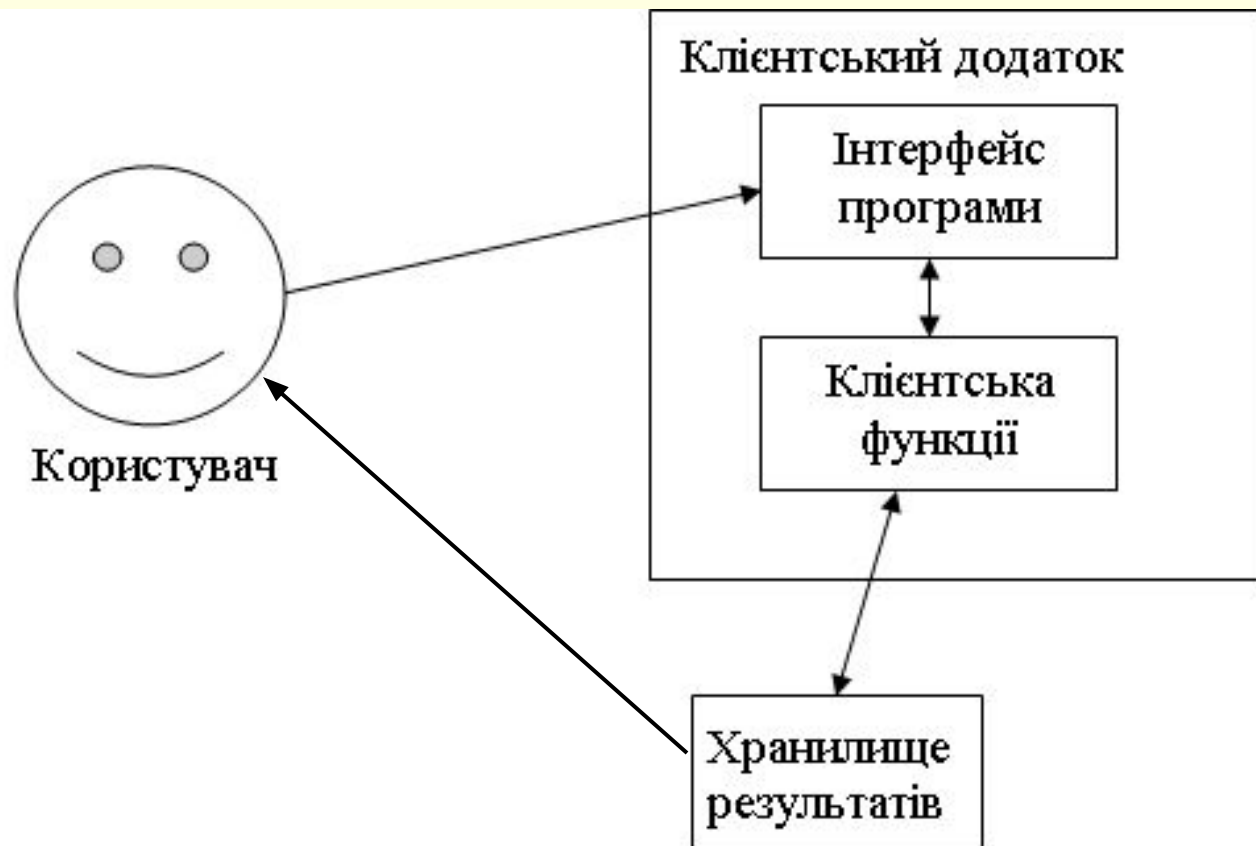 Клієнтський додаток
Інтерфейс
програми
Клієнтська
функції
Користувач
Хранилище
результатів